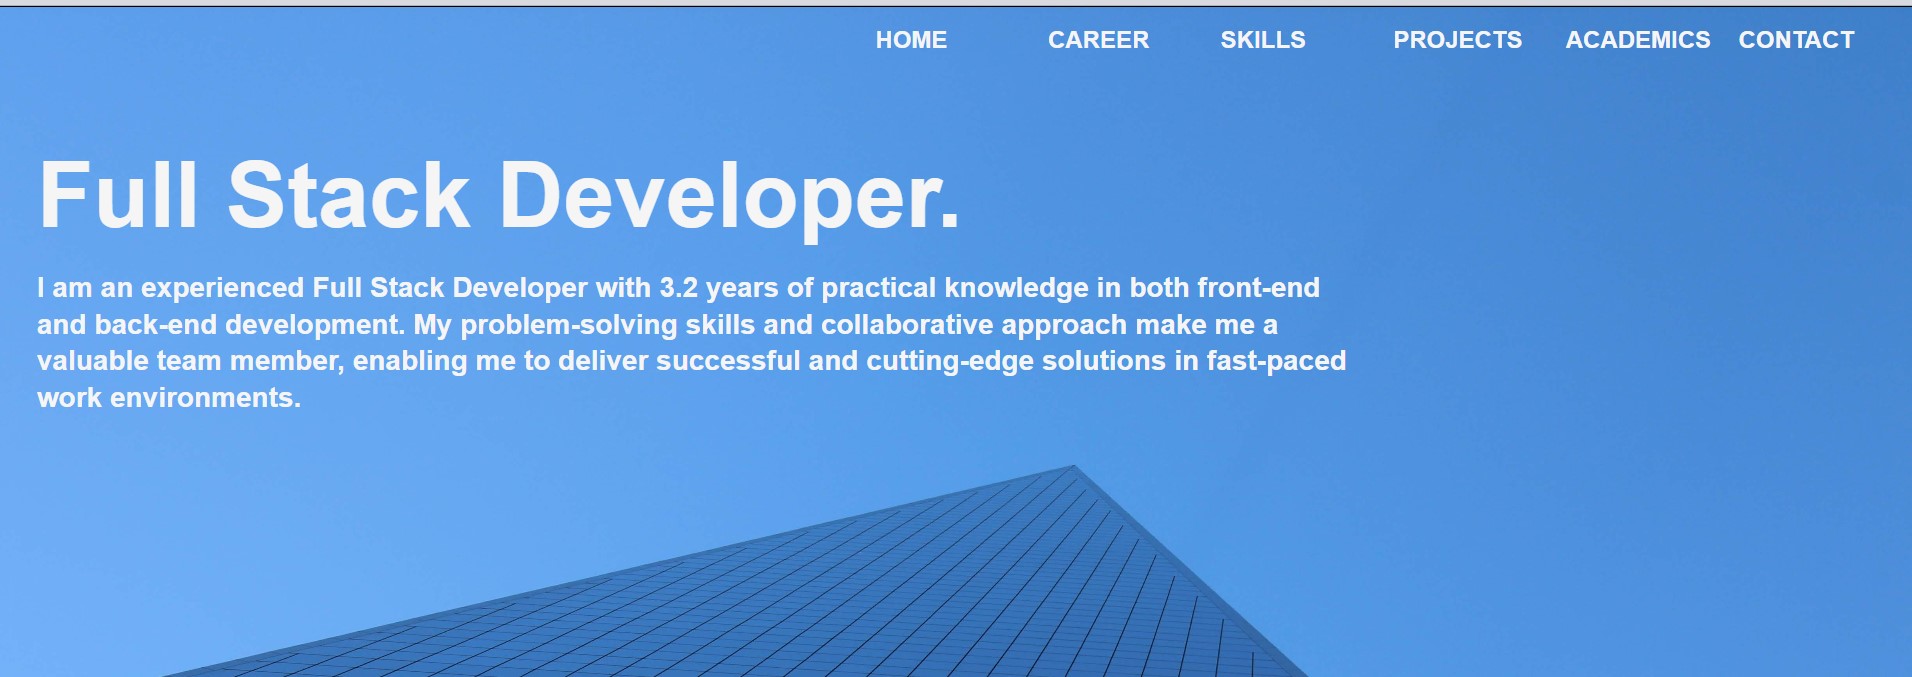 HOME CAREER SKILLS PROJECTS ACADEMICS CONTACT
Full Stack Developer.
I am an experienced Full Stack Developer with 3.2 years of practical knowledge in both front-end
and back-end development. My problem-solving skills and collaborative approach make me a
valuable team member, enabling me to deliver successful and cutting-edge solutions in fast-paced
work environments.